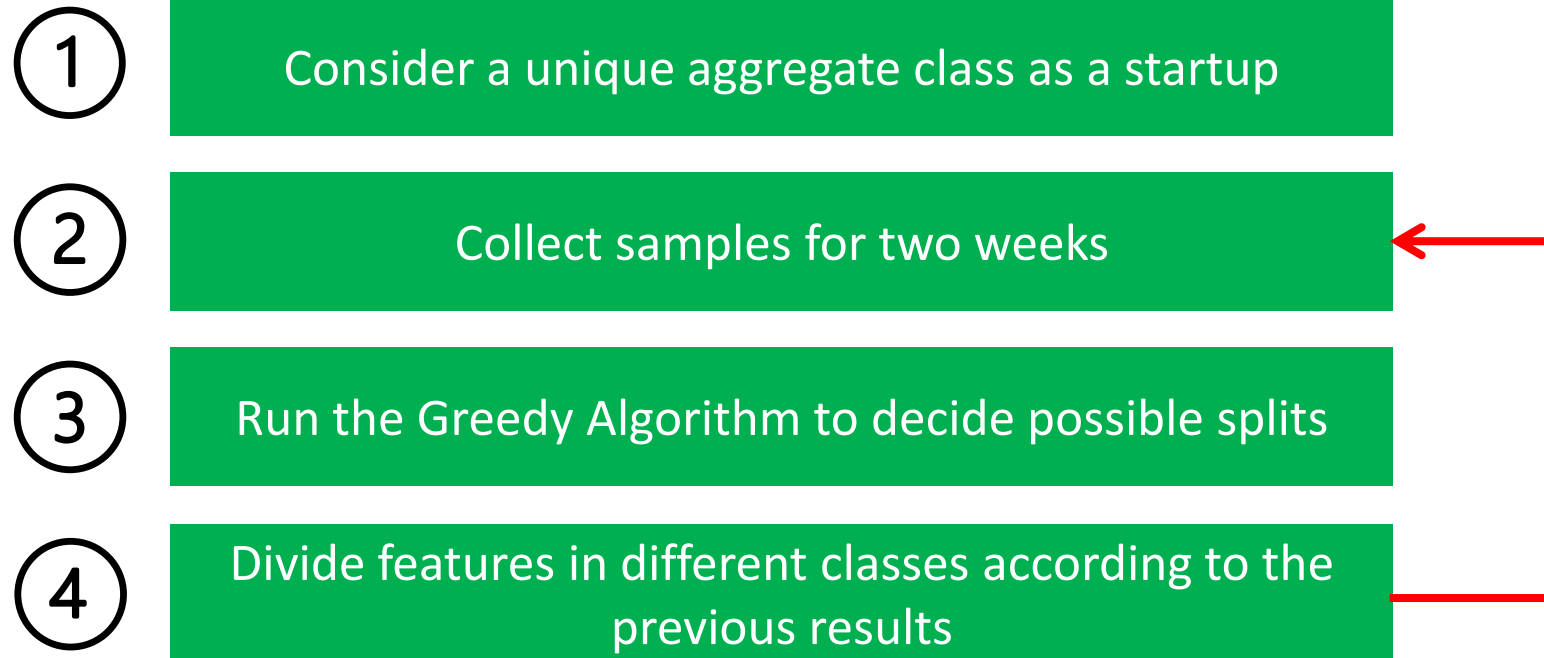 1
Consider a unique aggregate class as a startup
2
Collect samples for two weeks
3
Run the Greedy Algorithm to decide possible splits
4
Divide features in different classes according to the
previous results